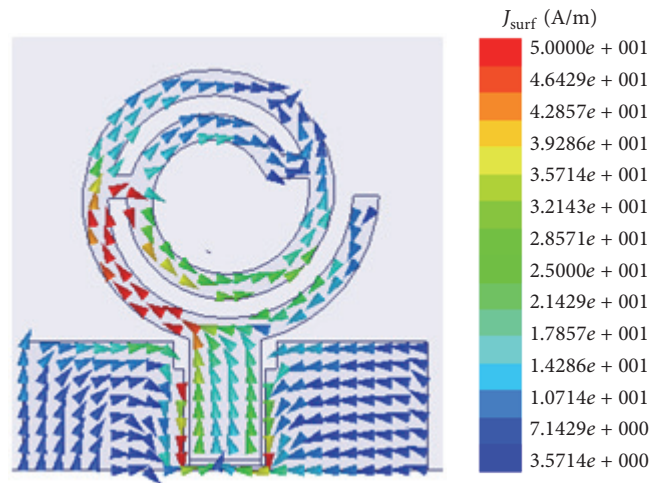 J_surf (A/m)
5.0000e + 001
4.6429e + 001
4.2857e + 001
3.9286e + 001
3.5714e + 001
3.2143e + 001
2.8571e + 001
2.5000e + 001
2.1429e + 001
1.7857e + 001
1.4286e + 001
1.0714e + 001
7.1429e + 000
3.5714e + 000